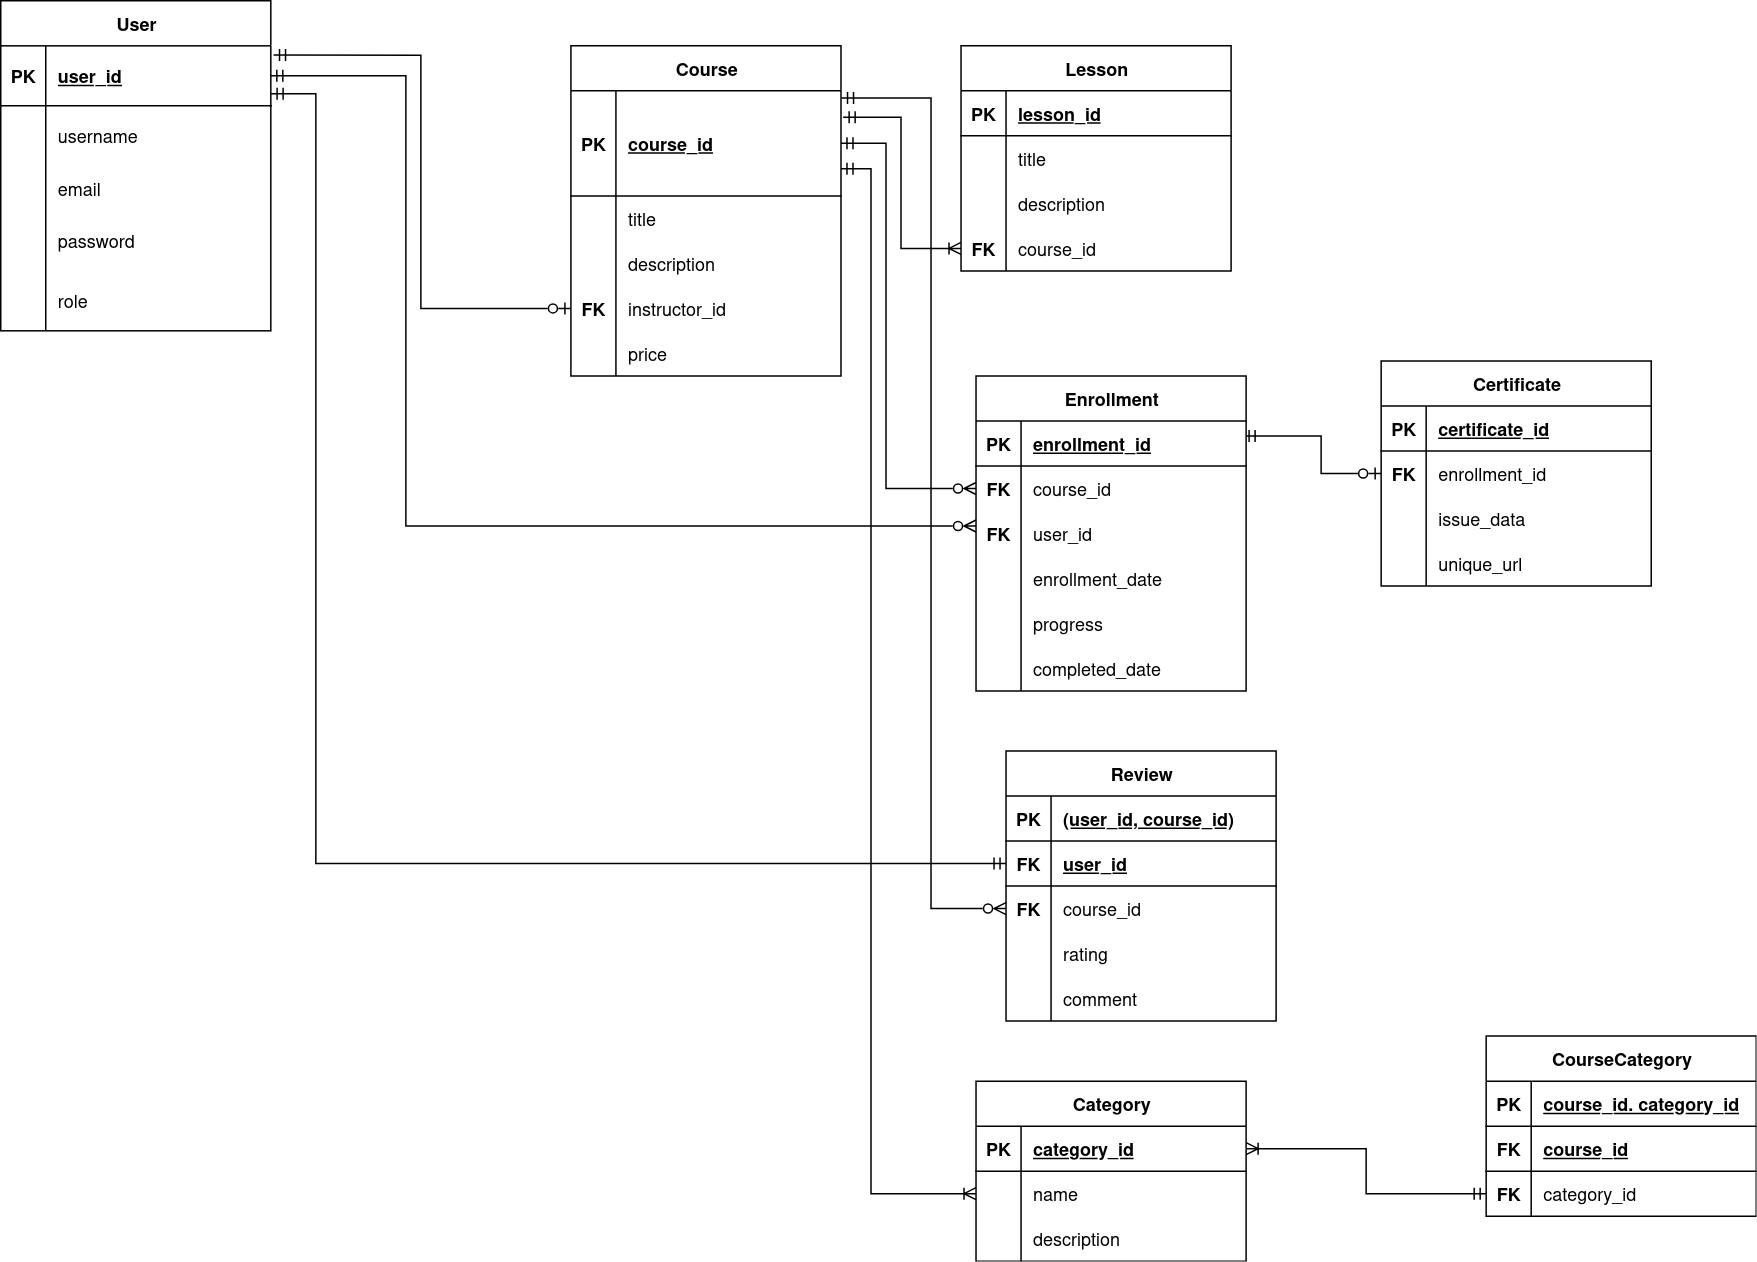 User
PK user_id
username
email
password
role
Course
PK course_id
title
description
FK instructor_id
price
Lesson
PK lesson_id
title
description
FK course_id
Enrollment
PK enrollment_id
FK course_id
FK user_id
enrollment_date
progress
completed_date
Certificate
PK certificate_id
FK enrollment_id
issue_data
unique_url
Review
PK (user_id, course_id)
FK user_id
FK course_id
rating
comment
Category
PK category_id
name
description
CourseCategory
PK course_id. category_id
FK course_id
FK category_id